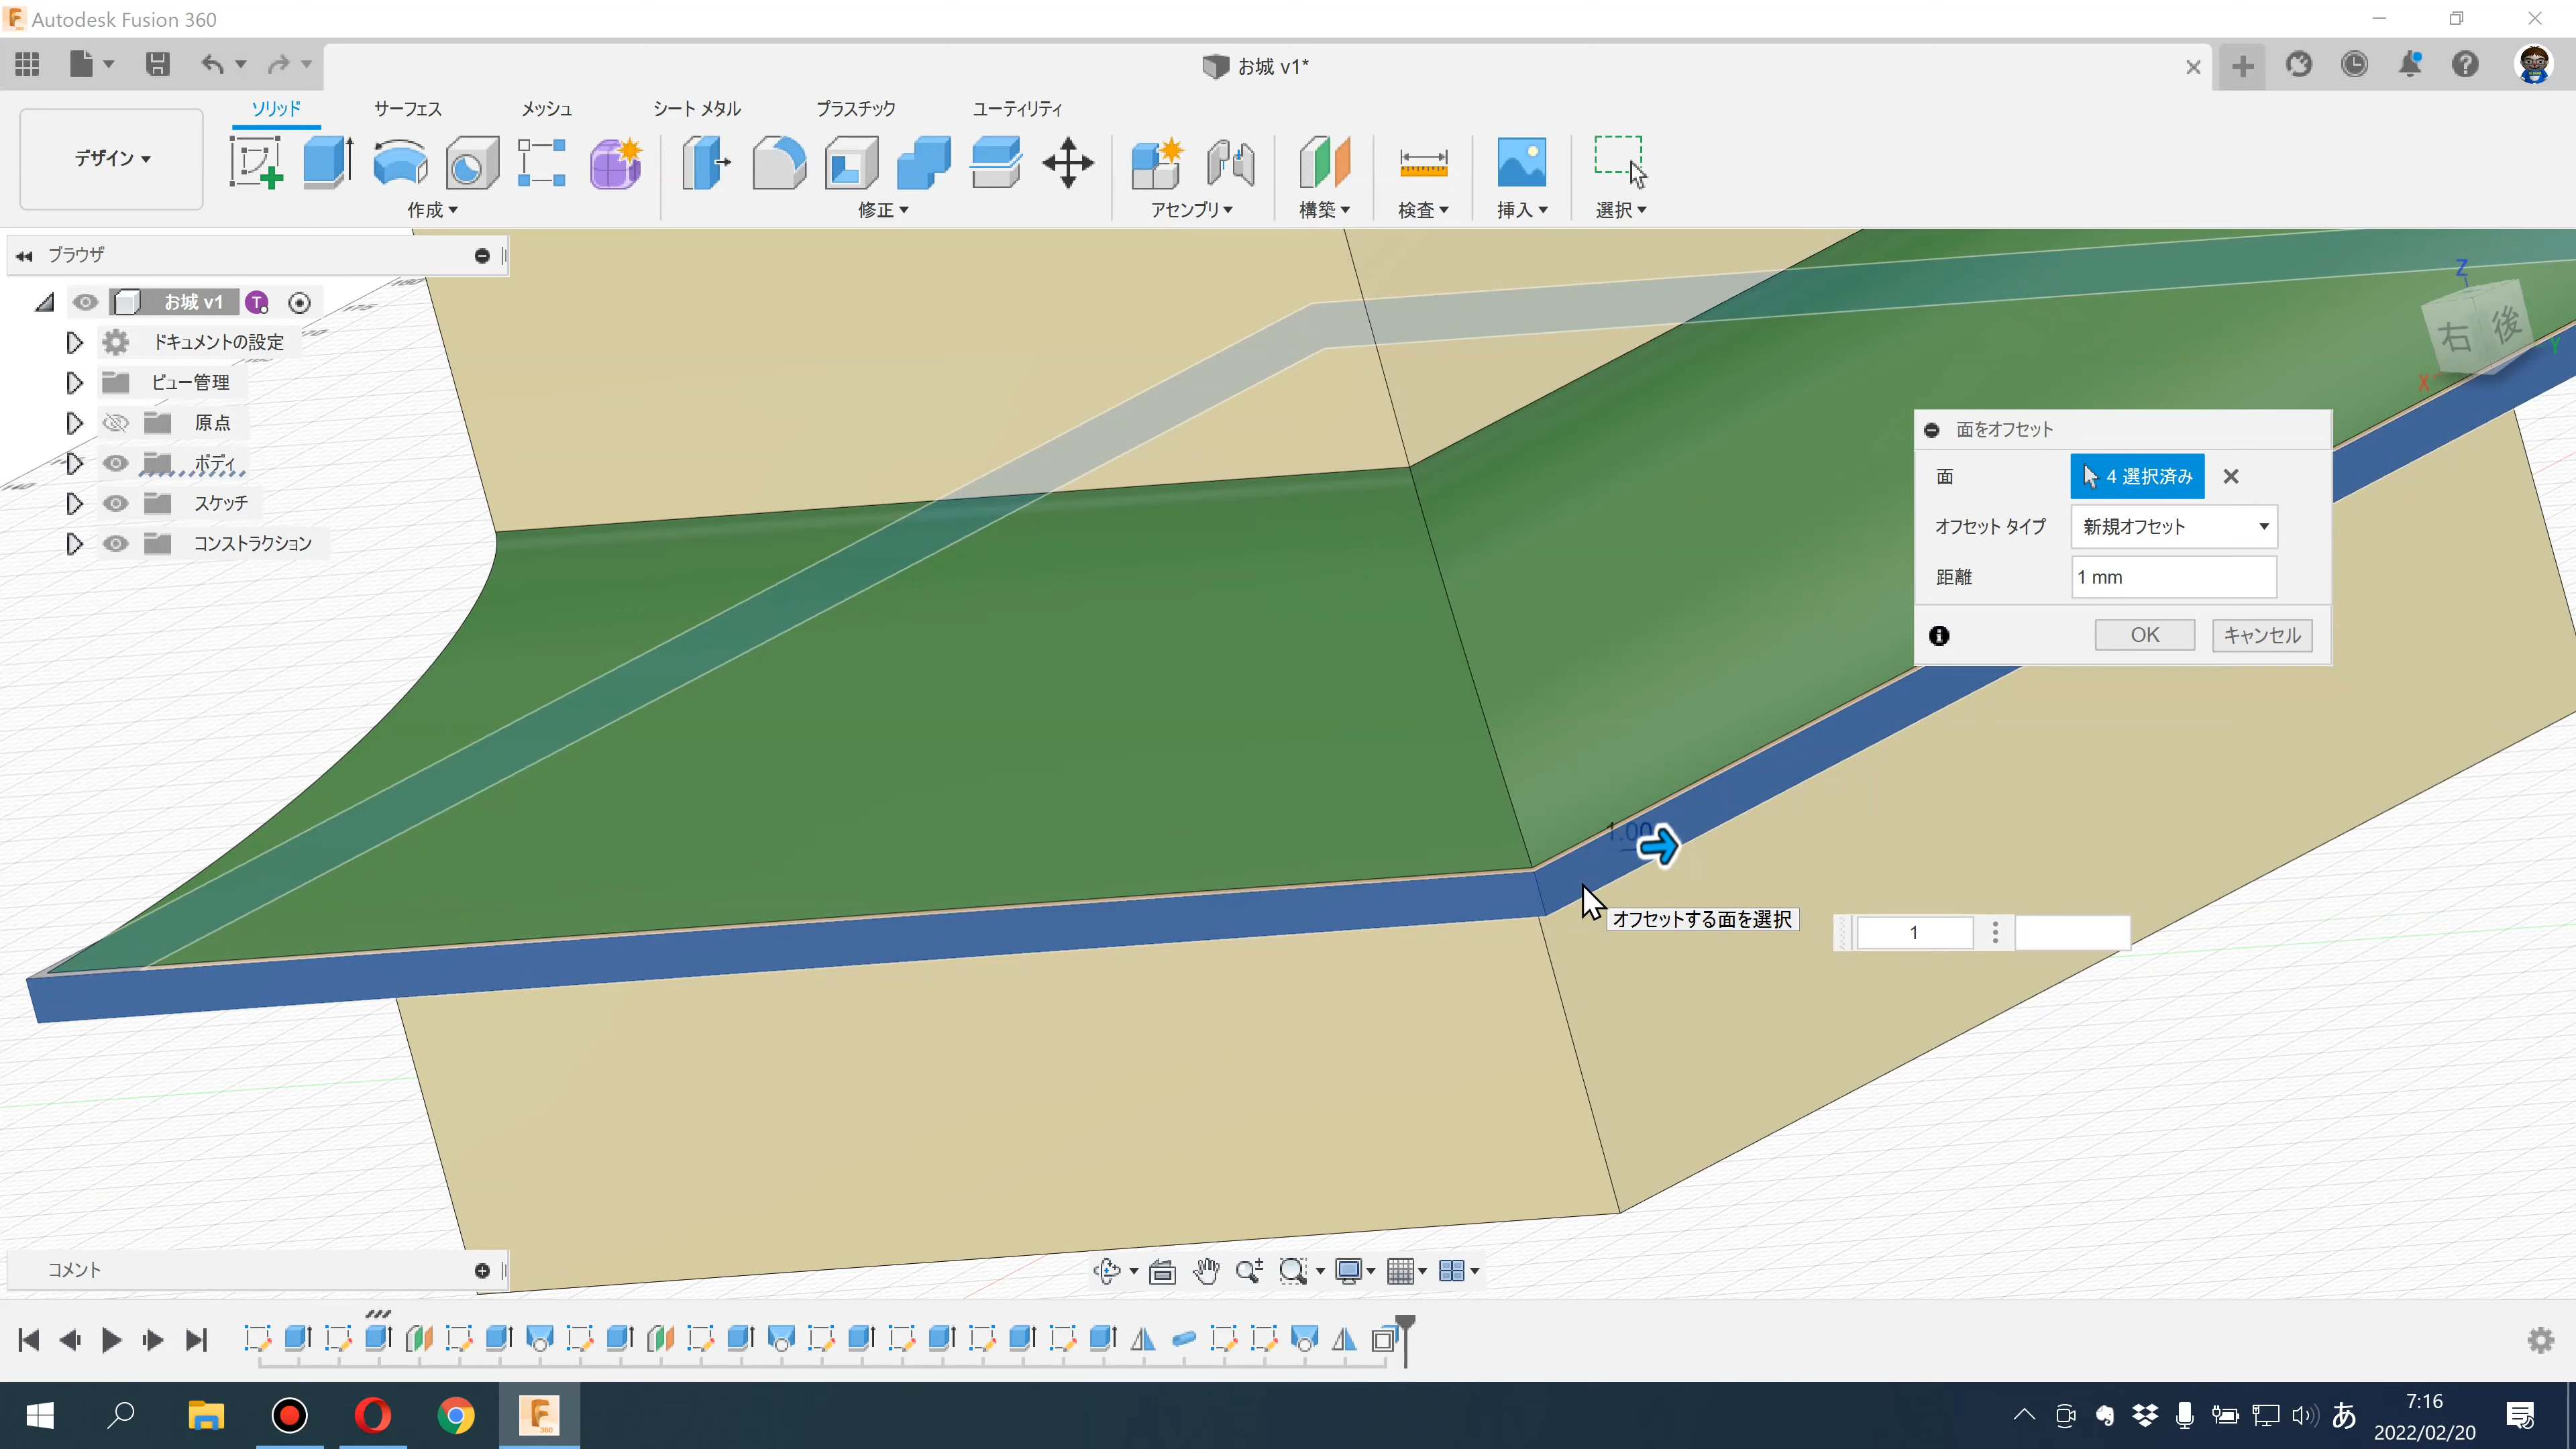 Autodesk Fusion 360
お城 v1*
デザイン
ソリッド
サーフェス
メッシュ
シート メタル
プラスチック
ユーティリティ
作成
修正
アセンブリ
構築
検査
挿入
選択
ブラウザ
お城 v1
T
ドキュメントの設定
ビュー管理
原点
ボディ
スケッチ
コンストラクション
Z
右
後
Y
X
面をオフセット
面
4 選択済み
オフセット タイプ
新規オフセット
距離
1 mm
OK
キャンセル
1.00
オフセットする面を選択
1
コメント
F
360
あ
7:16
2022/02/20